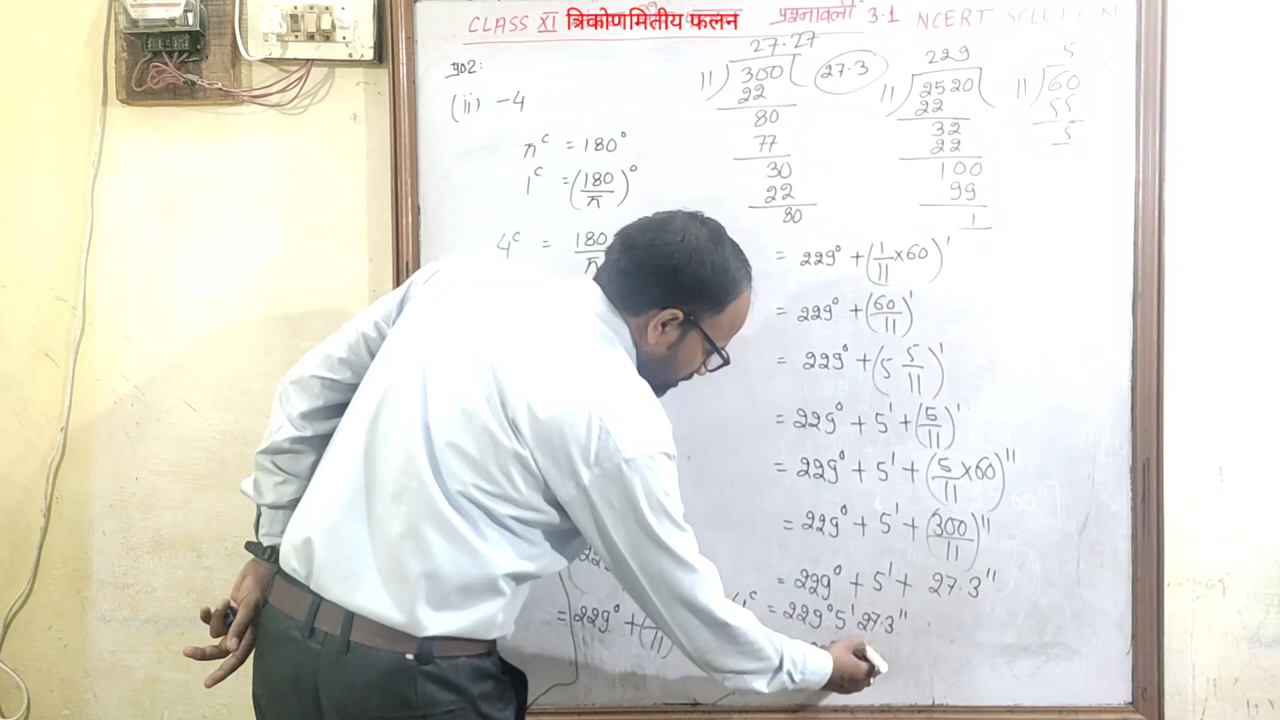 CLASS XI त्रिकोणमितीय फलन प्रश्नावली 3.1 NCERT SOLUTION
प्र02:
(ii) -4
π^c = 180°
1^c = (180/π)°
4^c = 180
π
27.27
11) 300 (
22
80
77
30
22
80
27.3
229
11) 2520 (
22
32
22
100
99
1
5
11) 60
55
5
= 229° + (
11)
= 229° + (1/11 × 60)'
= 229° + (60/11)'
= 229° + (5 5/11)'
= 229° + 5' + (5/11)'
= 229° + 5' + (5/11 × 60)"
= 229° + 5' + (300/11)"
= 229° + 5' + 27.3"
4^c = 229° 5' 27.3"